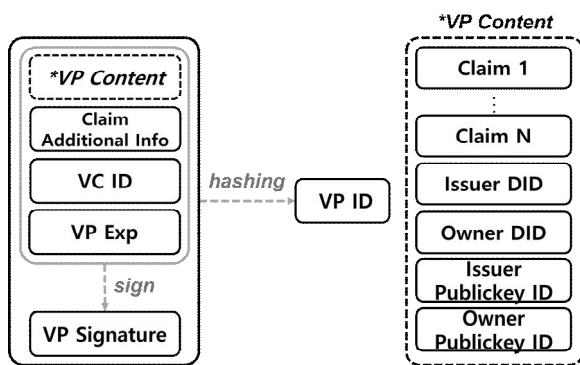 *VP Content
Claim
Additional Info
VC ID
VP Exp
sign
VP Signature
hashing
VP ID
*VP Content
Claim 1
⋮
Claim N
Issuer DID
Owner DID
Issuer
Publickey ID
Owner
Publickey ID